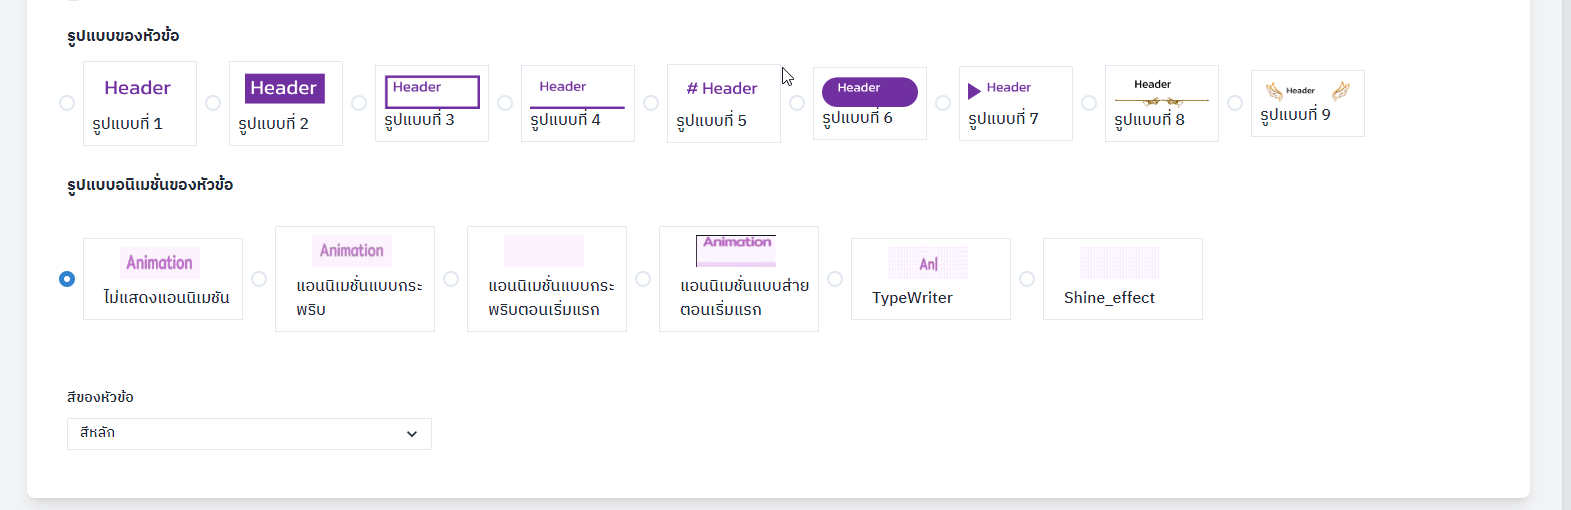 รูปแบบของหัวข้อ
Header
Header
Header
Header
# Header
Header
Header
Header
Header
รูปแบบที่ 1
รูปแบบที่ 2
รูปแบบที่ 3
รูปแบบที่ 4
รูปแบบที่ 5
รูปแบบที่ 6
รูปแบบที่ 7
รูปแบบที่ 8
รูปแบบที่ 9
รูปแบบอนิเมชั่นของหัวข้อ
Animation
ไม่แสดงแอนนิเมชัน
Animation
แอนนิเมชั่นแบบกระ
พริบ
แอนนิเมชั่นแบบกระ
พริบตอนเริ่มแรก
Animation
แอนนิเมชั่นแบบส่าย
ตอนเริ่มแรก
An|
TypeWriter
Shine_effect
สีของหัวข้อ
สีหลัก